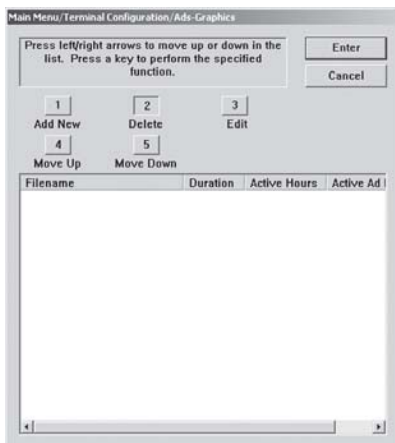 Main Menu/Terminal Configuration/Ads-Graphics
Press left/right arrows to move up or down in the
list. Press a key to perform the specified
function.
Enter
Cancel
1 2 3
Add New Delete Edit
4 5
Move Up Move Down
Filename Duration Active Hours Active Ad